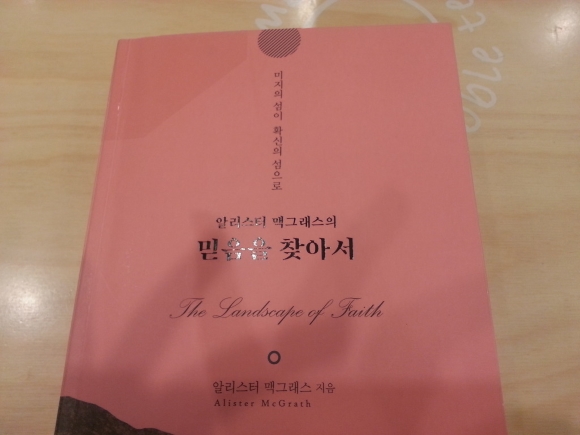 미지의 섬이 확신의 섬으로
알리스터 맥그래스의
믿음을 찾아서
The Landscape of Faith
알리스터 맥그래스 지음
Alister McGrath